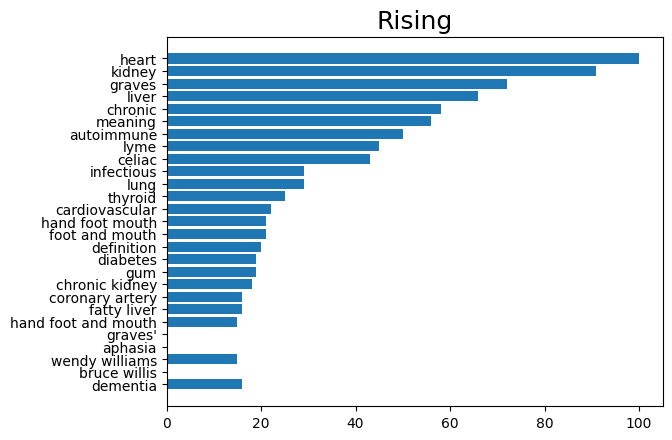 Rising
heart
kidney
graves
liver
chronic
meaning
autoimmune
lyme
celiac
infectious
lung
thyroid
cardiovascular
hand foot mouth
foot and mouth
definition
diabetes
gum
chronic kidney
coronary artery
fatty liver
hand foot and mouth
graves'
aphasia
wendy williams
bruce willis
dementia
0 20 40 60 80 100